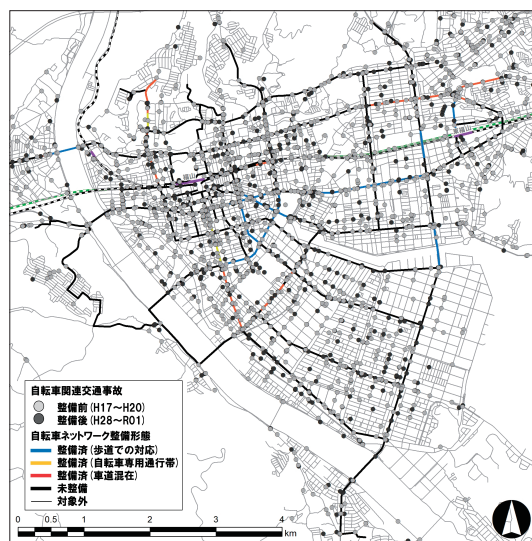 福山
自転車関連交通事故
整備前(H17～H20)
整備後(H28～R01)
自転車ネットワーク整備形態
整備済(歩道での対応)
整備済(自転車専用通行帯)
整備済(車道混在)
未整備
対象外
0 0.5 1 2 3 4
km